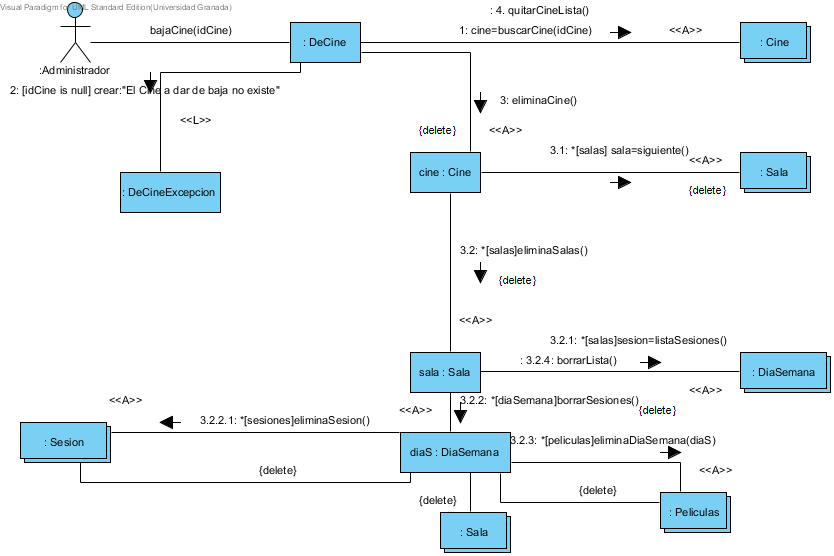 Visual Paradigm for UML Standard Edition(Universidad Granada)
: 4. quitarCineLista()
bajaCine(idCine)
1: cine=buscarCine(idCine)
<<A>>
: DeCine
: Cine
:Administrador
2: [idCine is null] crear:"El Cine a dar de baja no existe"
3: eliminaCine()
<<L>>
{delete}
<<A>>
3.1: *[salas] sala=siguiente()
<<A>>
cine : Cine
: Sala
: DeCineExcepcion
{delete}
3.2: *[salas]eliminaSalas()
{delete}
<<A>>
3.2.1: *[salas]sesion=listaSesiones()
: 3.2.4: borrarLista()
sala : Sala
: DiaSemana
<<A>>
<<A>>
3.2.2: *[diaSemana]borrarSesiones()
<<A>>
{delete}
3.2.2.1: *[sesiones]eliminaSesion()
: Sesion
3.2.3: *[peliculas]eliminaDiaSemana(diaS)
diaS : DiaSemana
{delete}
<<A>>
{delete}
{delete}
: Peliculas
: Sala